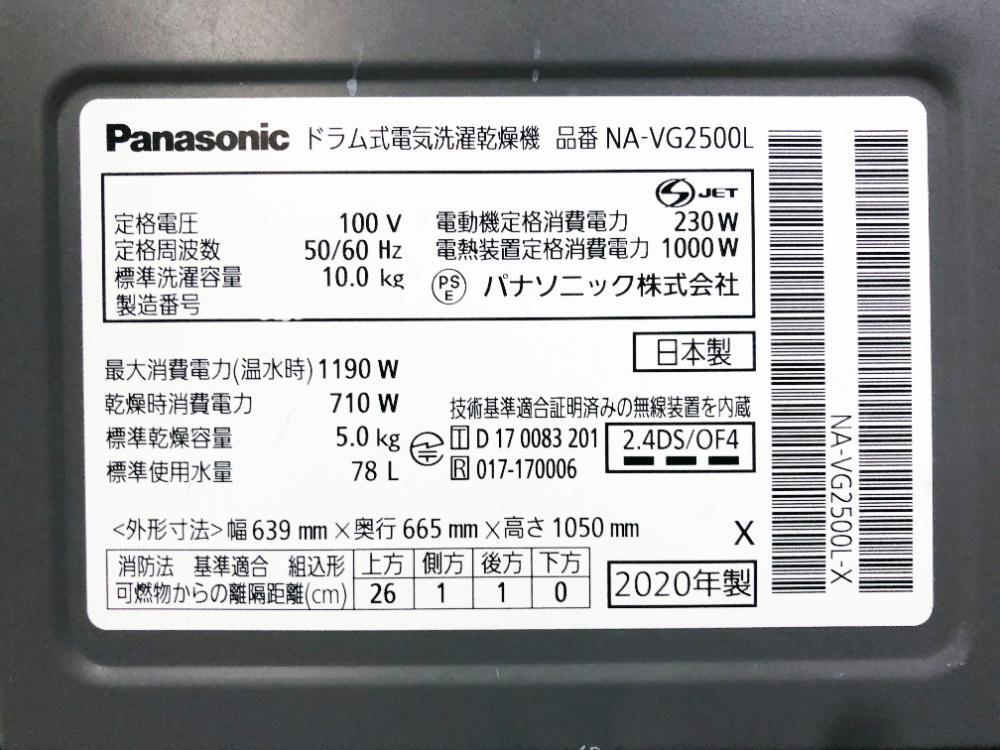 Panasonic ドラム式電気洗濯乾燥機 品番 NA-VG2500L
JET
定格電圧 100 V 電動機定格消費電力 230 W
定格周波数 50/60 Hz 電熱装置定格消費電力 1000 W
標準洗濯容量 10.0 kg PS E パナソニック株式会社
製造番号
日本製
最大消費電力(温水時) 1190 W
乾燥時消費電力 710 W 技術基準適合証明済みの無線装置を内蔵
標準乾燥容量 5.0 kg T D 17 0083 201 2.4DS/OF4
標準使用水量 78 L R 017-170006
<外形寸法> 幅 639 mm × 奥行 665 mm × 高さ 1050 mm X
消防法 基準適合 組込形 上方 側方 後方 下方
可燃物からの離隔距離(cm) 26 1 1 0
2020年製
NA-VG2500L-X